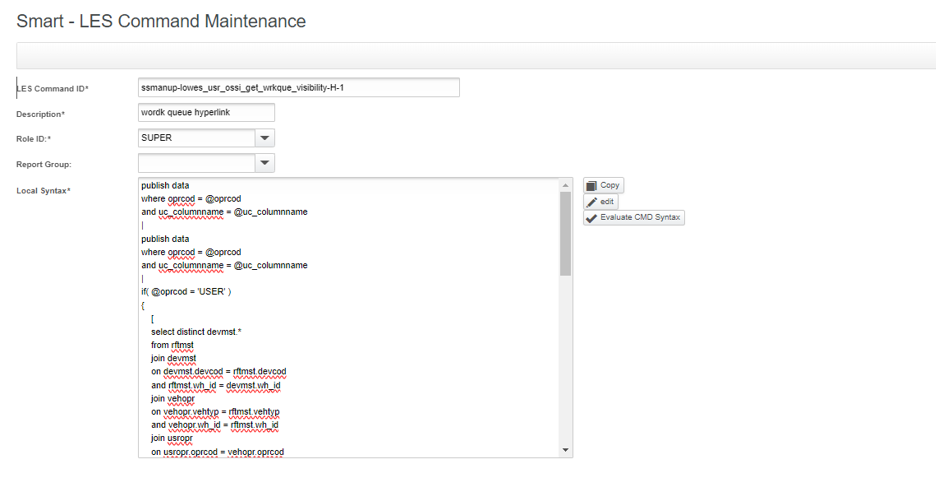 Smart - LES Command Maintenance
LES Command ID*
ssmanup-lowes_usr_ossi_get_wrkque_visibility-H-1
Description*
wordk queue hyperlink
Role ID:*
SUPER
Report Group:
Local Syntax*
publish data
where oprcod = @oprcod
and uc_columnname = @uc_columnname
|
publish data
where oprcod = @oprcod
and uc_columnname = @uc_columnname
|
if( @oprcod = 'USER' )
{
[
select distinct devmst.*
from rftmst
join devmst
on devmst.devcod = rftmst.devcod
and rftmst.wh_id = devmst.wh_id
join vehopr
on vehopr.vehtyp = rftmst.vehtyp
and vehopr.wh_id = rftmst.wh_id
join usropr
on usropr.oprcod = vehopr.oprcod
Copy
edit
Evaluate CMD Syntax